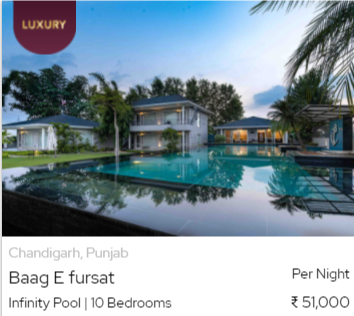 LUXURY
Chandigarh, Punjab
Baag E fursat
Per Night
Infinity Pool | 10 Bedrooms
₹ 51,000